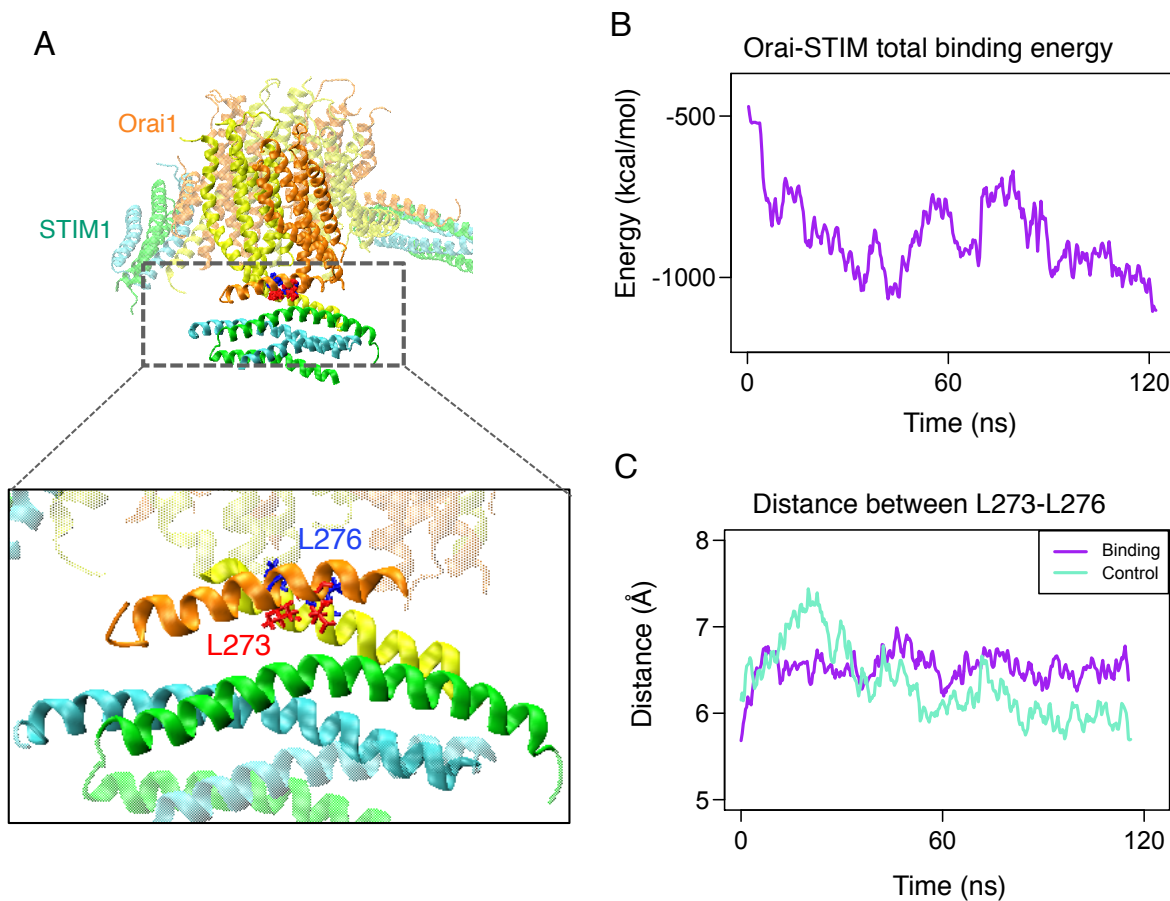 A
Orai1
STIM1
L276
L273
B
Orai-STIM total binding energy
Energy (kcal/mol)
-500
-1000
0
60
120
Time (ns)
C
Distance between L273-L276
Binding
Control
Distance (Å)
8
7
6
5
0
60
120
Time (ns)